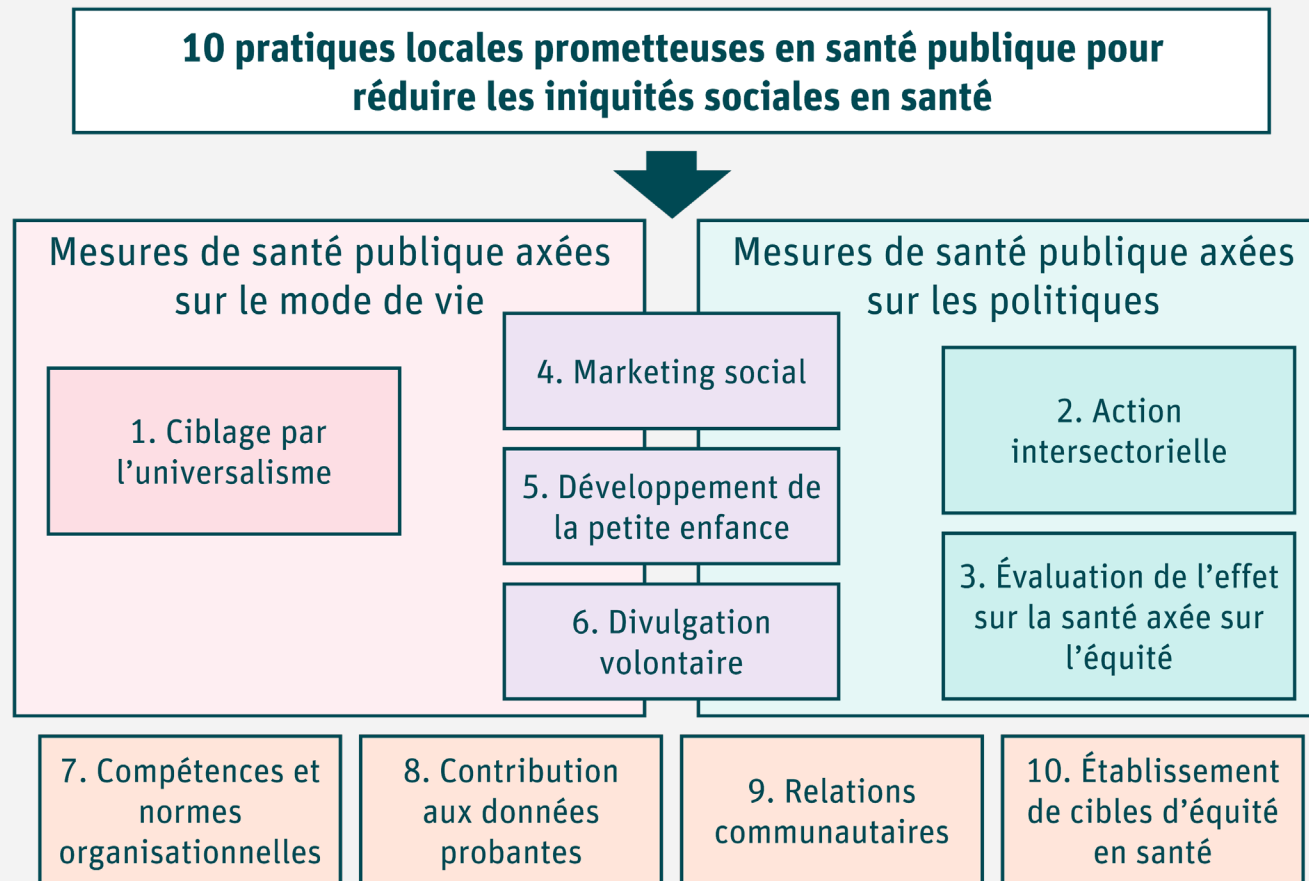 10 pratiques locales prometteuses en santé publique pour
réduire les iniquités sociales en santé
Mesures de santé publique axées
sur le mode de vie
Mesures de santé publique axées
sur les politiques
1. Ciblage par
l’universalisme
4. Marketing social
5. Développement de
la petite enfance
6. Divulgation
volontaire
2. Action
intersectorielle
3. Évaluation de l’effet
sur la santé axée sur
l’équité
7. Compétences et
normes
organisationnelles
8. Contribution
aux données
probantes
9. Relations
communautaires
10. Établissement
de cibles d’équité
en santé